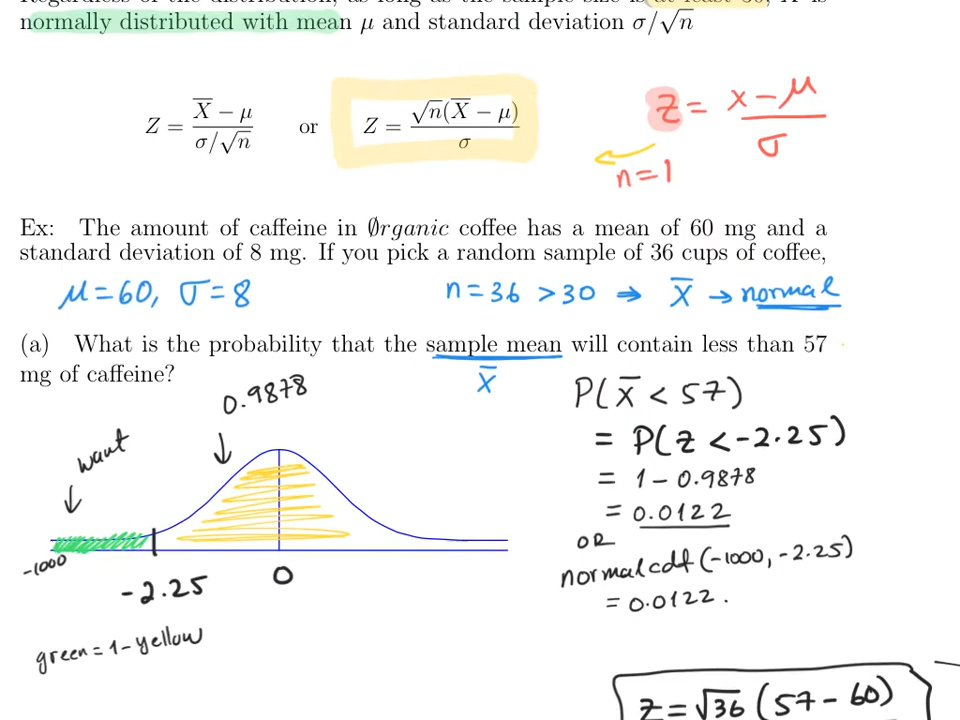 normally distributed with mean μ and standard deviation σ/√n
Z = (X̅ − μ)/(σ/√n) or Z = √n(X̅ − μ)/σ
z = (x − μ)/σ
n = 1
Ex: The amount of caffeine in Ørganic coffee has a mean of 60 mg and a
standard deviation of 8 mg. If you pick a random sample of 36 cups of coffee,
μ = 60, σ = 8 n = 36 > 30 ⇒ x̅ → normal
(a) What is the probability that the sample mean will contain less than 57
mg of caffeine?
x̅
0.9878
want
-1000
-2.25
0
green = 1 - yellow
P(x̅ < 57)
= P(z < -2.25)
= 1 - 0.9878
= 0.0122
OR
normalcdf(-1000, -2.25)
= 0.0122.
z = √36 (57 - 60)